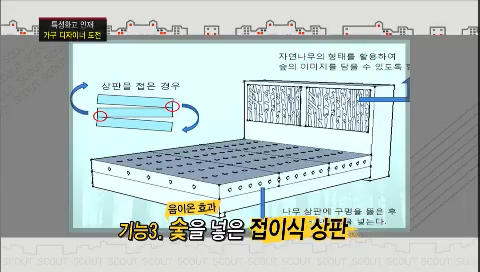 특성화고 인재
가구 디자이너 도전
자연나무의 형태를 활용하여
숲의 이미지를 담을 수 있도록
상판을 접은 경우
나무 상판에 구멍을 뚫은 후
넣는다.
음이온 효과
기능3. 숯을 넣은 접이식 상판